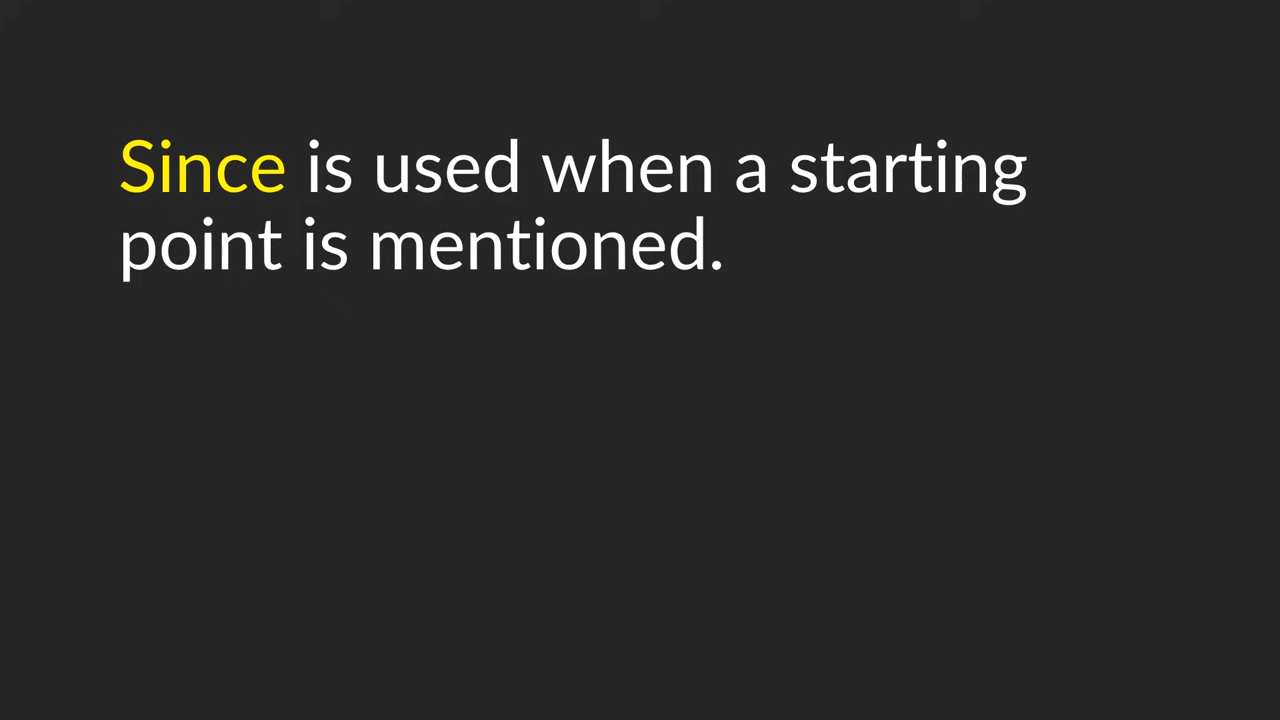 Since is used when a starting
point is mentioned.